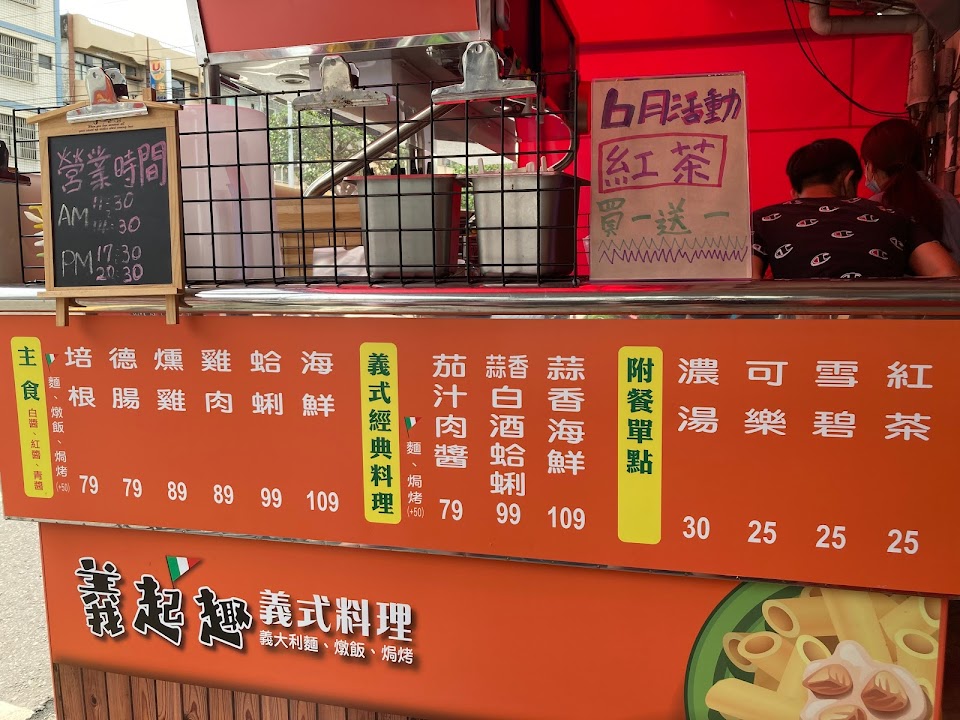 營業時間
AM 11:30
14:30
PM 17:30
20:30
6月活動
紅茶
買一送一
主食
白醬、紅醬、青醬
麵、燉飯、焗烤
(+50)
培根 79
德腸 79
燻雞 89
雞肉 89
蛤蜊 99
海鮮 109
義式經典料理
麵、焗烤
(+50)
茄汁肉醬 79
蒜香白酒蛤蜊 99
蒜香海鮮 109
附餐單點
濃湯 30
可樂 25
雪碧 25
紅茶 25
義起趣
義式料理
義大利麵、燉飯、焗烤